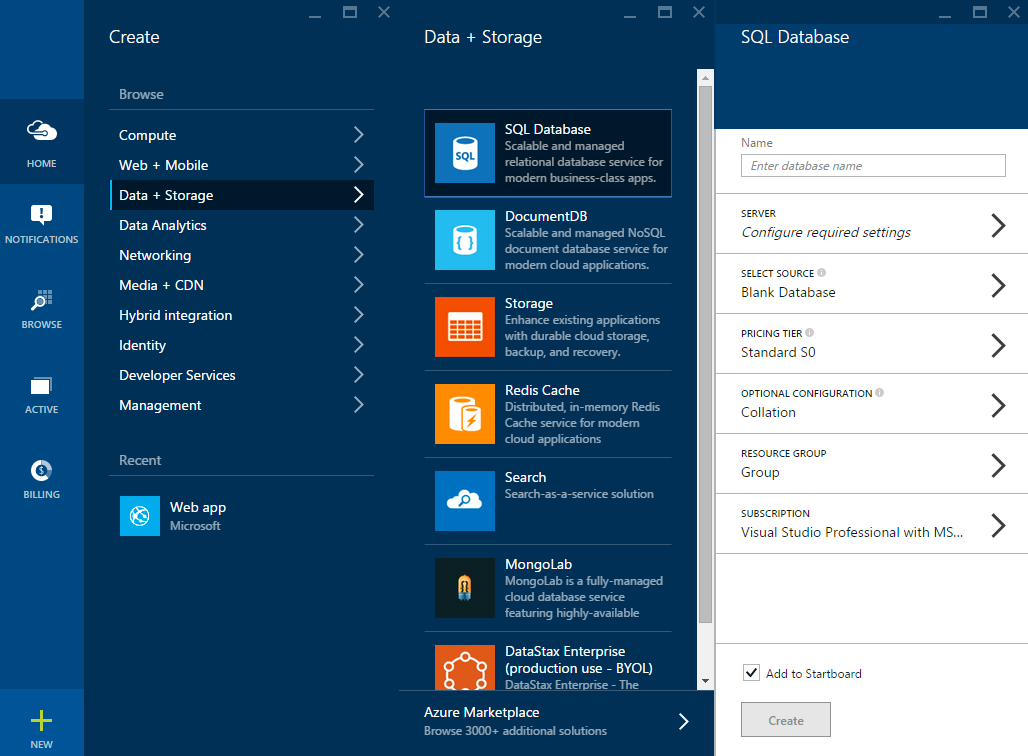 HOME
NOTIFICATIONS
BROWSE
ACTIVE
BILLING
NEW
Create
Browse
Compute
Web + Mobile
Data + Storage
Data Analytics
Networking
Media + CDN
Hybrid integration
Identity
Developer Services
Management
Recent
Web app
Microsoft
Data + Storage
SQL
SQL Database
Scalable and managed
relational database service for
modern business-class apps.
DocumentDB
Scalable and managed NoSQL
document database service for
modern cloud applications.
Storage
Enhance existing applications
with durable cloud storage,
backup, and recovery.
Redis Cache
Distributed, in-memory Redis
Cache service for modern
cloud applications
Search
Search-as-a-service solution
MongoLab
MongoLab is a fully-managed
cloud database service
featuring highly-available
DataStax Enterprise
(production use - BYOL)
DataStax Enterprise - The
Azure Marketplace
Browse 3000+ additional solutions
SQL Database
Name
Enter database name
SERVER
Configure required settings
SELECT SOURCE
Blank Database
PRICING TIER
Standard S0
OPTIONAL CONFIGURATION
Collation
RESOURCE GROUP
Group
SUBSCRIPTION
Visual Studio Professional with MS...
Add to Startboard
Create